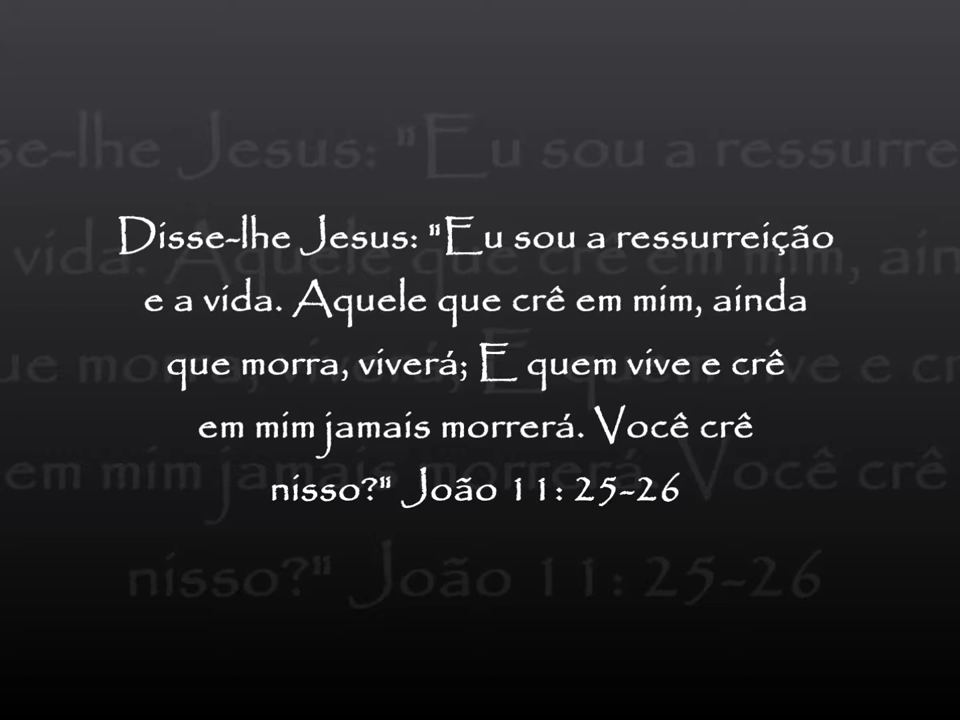 Disse-lhe Jesus: "Eu sou a ressurreição
e a vida. Aquele que crê em mim, ainda
que morra, viverá; E quem vive e crê
em mim jamais morrerá. Você crê
nisso?" João 11: 25-26